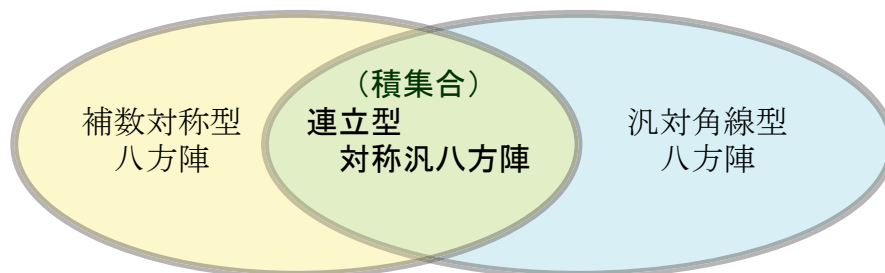 補数対称型
八方陣
（積集合）
連立型
対称汎八方陣
汎対角線型
八方陣